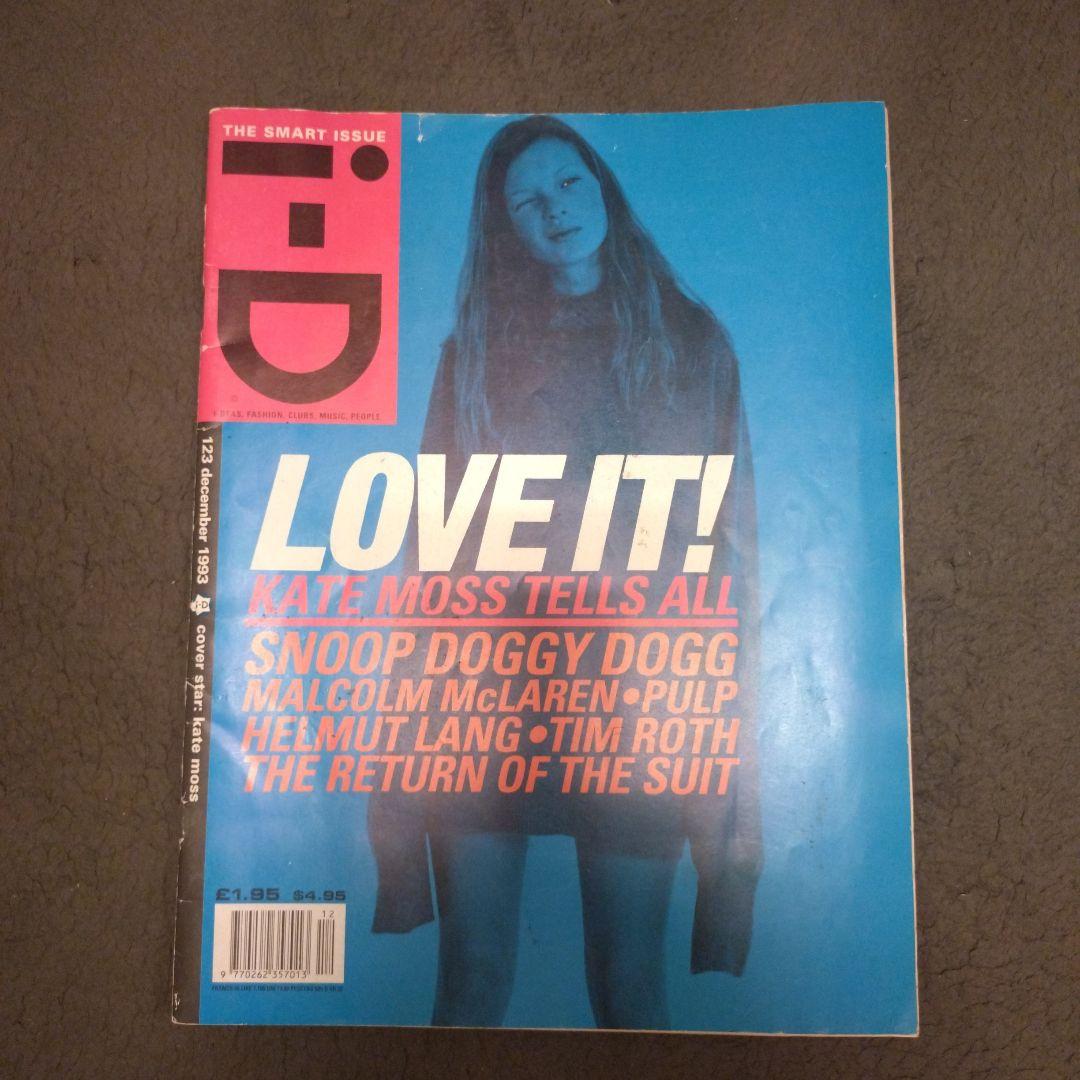 THE SMART ISSUE
i-D
IDEAS, FASHION, CLUBS, MUSIC, PEOPLE.
123 december 1993 i-D cover star: kate moss
LOVE IT!
KATE MOSS TELLS ALL
SNOOP DOGGY DOGG
MALCOLM McLAREN • PULP
HELMUT LANG • TIM ROTH
THE RETURN OF THE SUIT
£1.95 $4.95
12
9 770262 357013